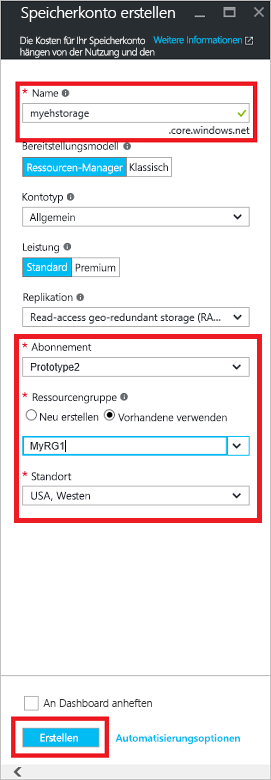 Speicherkonto erstellen
Die Kosten für Ihr Speicherkonto Weitere Informationen
hängen von der Nutzung und den
* Name
myehstorage
.core.windows.net
Bereitstellungsmodell
Ressourcen-Manager Klassisch
Kontotyp
Allgemein
Leistung
Standard Premium
Replikation
Read-access geo-redundant storage (RA...
* Abonnement
Prototype2
* Ressourcengruppe
Neu erstellen Vorhandene verwenden
MyRG1
* Standort
USA, Westen
An Dashboard anheften
Erstellen Automatisierungsoptionen